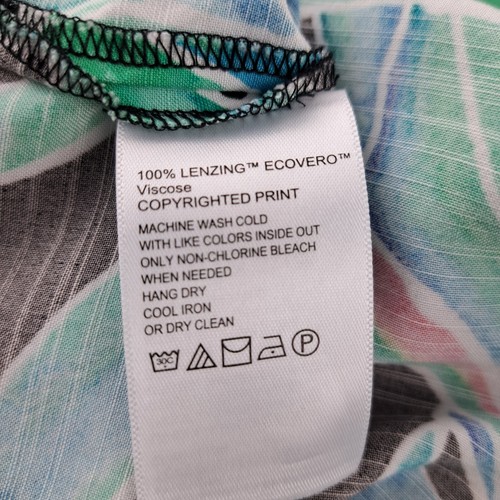 100% LENZING™ ECOVERO™
Viscose
COPYRIGHTED PRINT
MACHINE WASH COLD
WITH LIKE COLORS INSIDE OUT
ONLY NON-CHLORINE BLEACH
WHEN NEEDED
HANG DRY
COOL IRON
OR DRY CLEAN
30C P